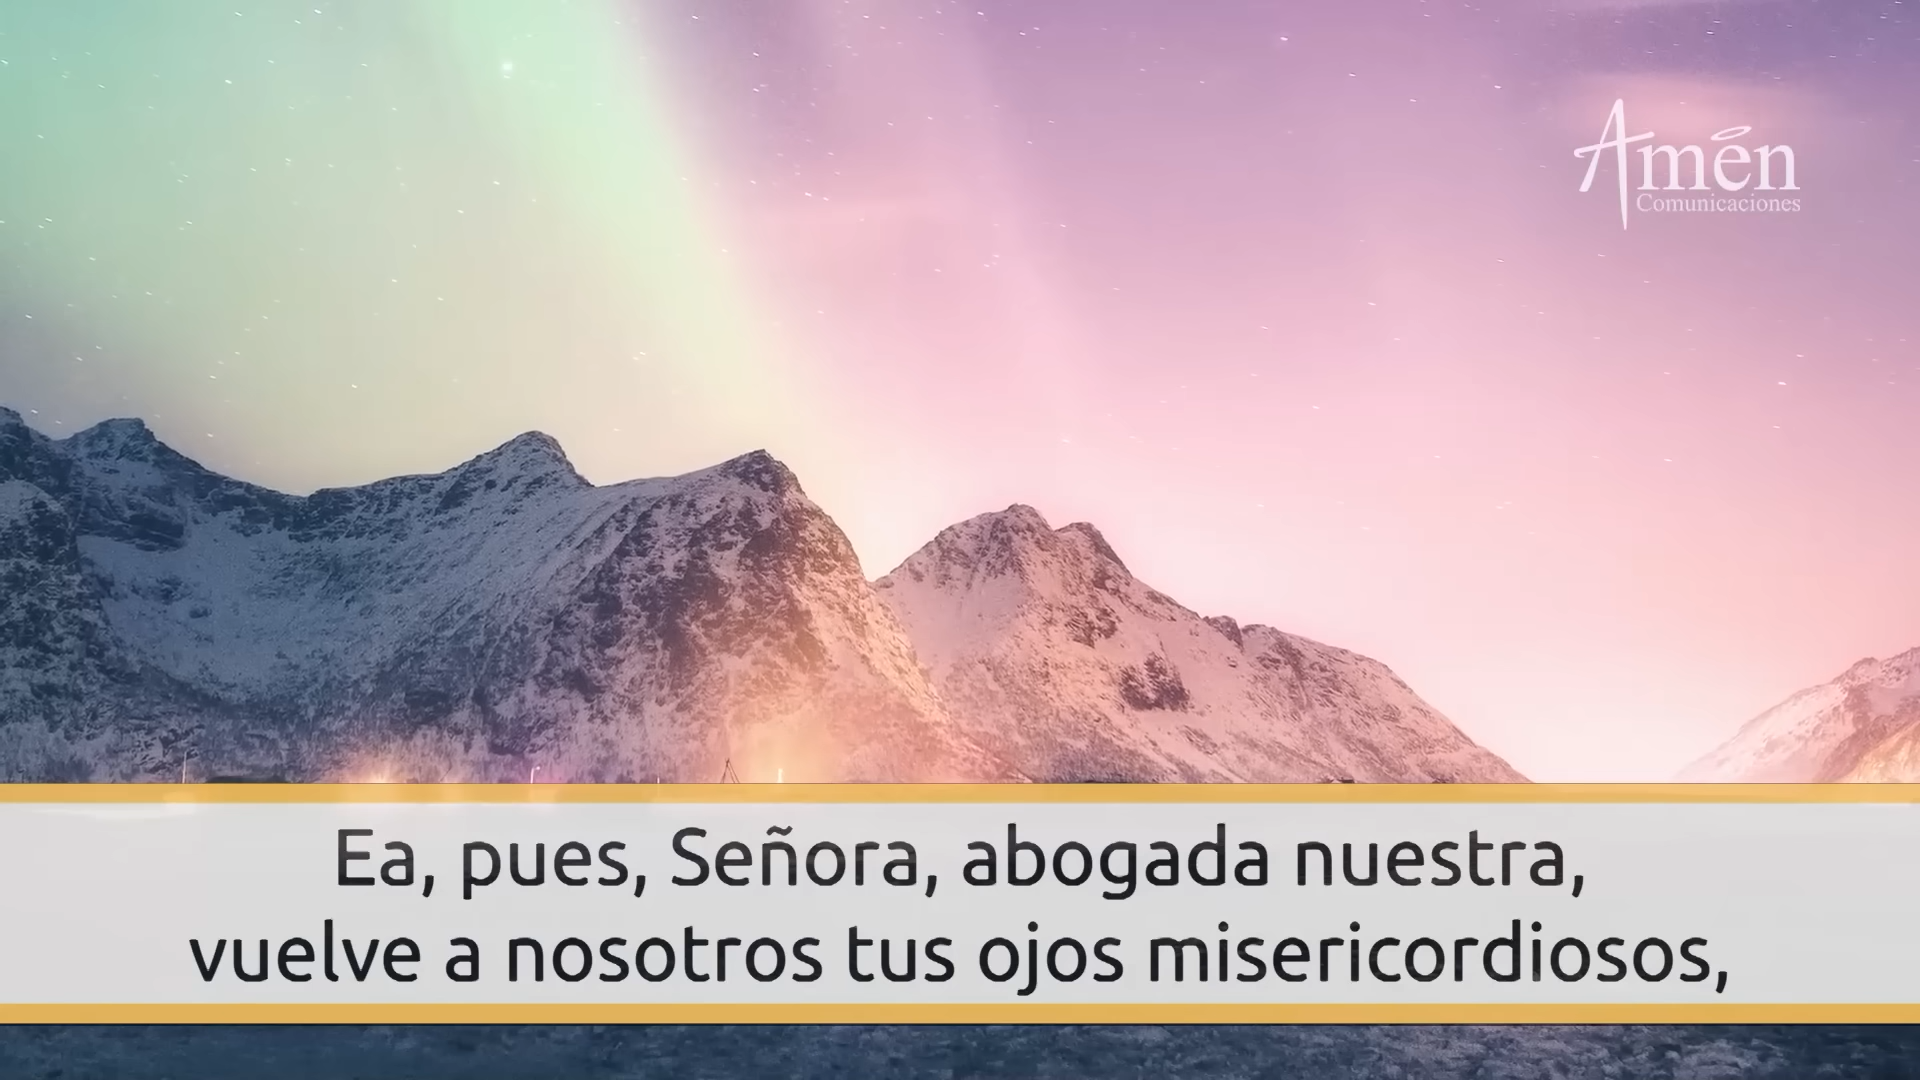 Amén
Comunicaciones
Ea, pues, Señora, abogada nuestra,
vuelve a nosotros tus ojos misericordiosos,